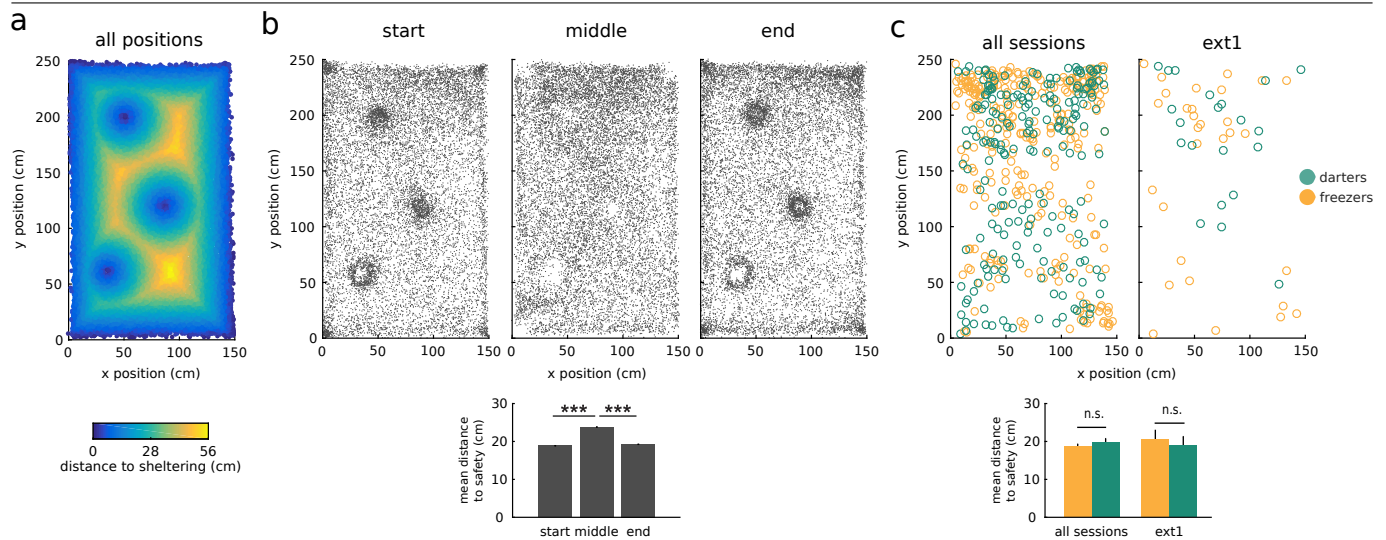 a
all positions
250
200
150
100
50
0
y position (cm)
0 50 100 150
x position (cm)
0 28 56
distance to sheltering (cm)
b
start middle end
250
200
150
100
50
0
y position (cm)
0 50 100 150 0 50 100 150 0 50 100 150
x position (cm)
30
20
10
0
mean distance
to safety (cm)
*** ***
start middle end
c
all sessions ext1
250
200
150
100
50
0
y position (cm)
0 50 100 150 0 50 100 150
x position (cm)
darters
freezers
30
20
10
0
mean distance
to safety (cm)
n.s. n.s.
all sessions ext1